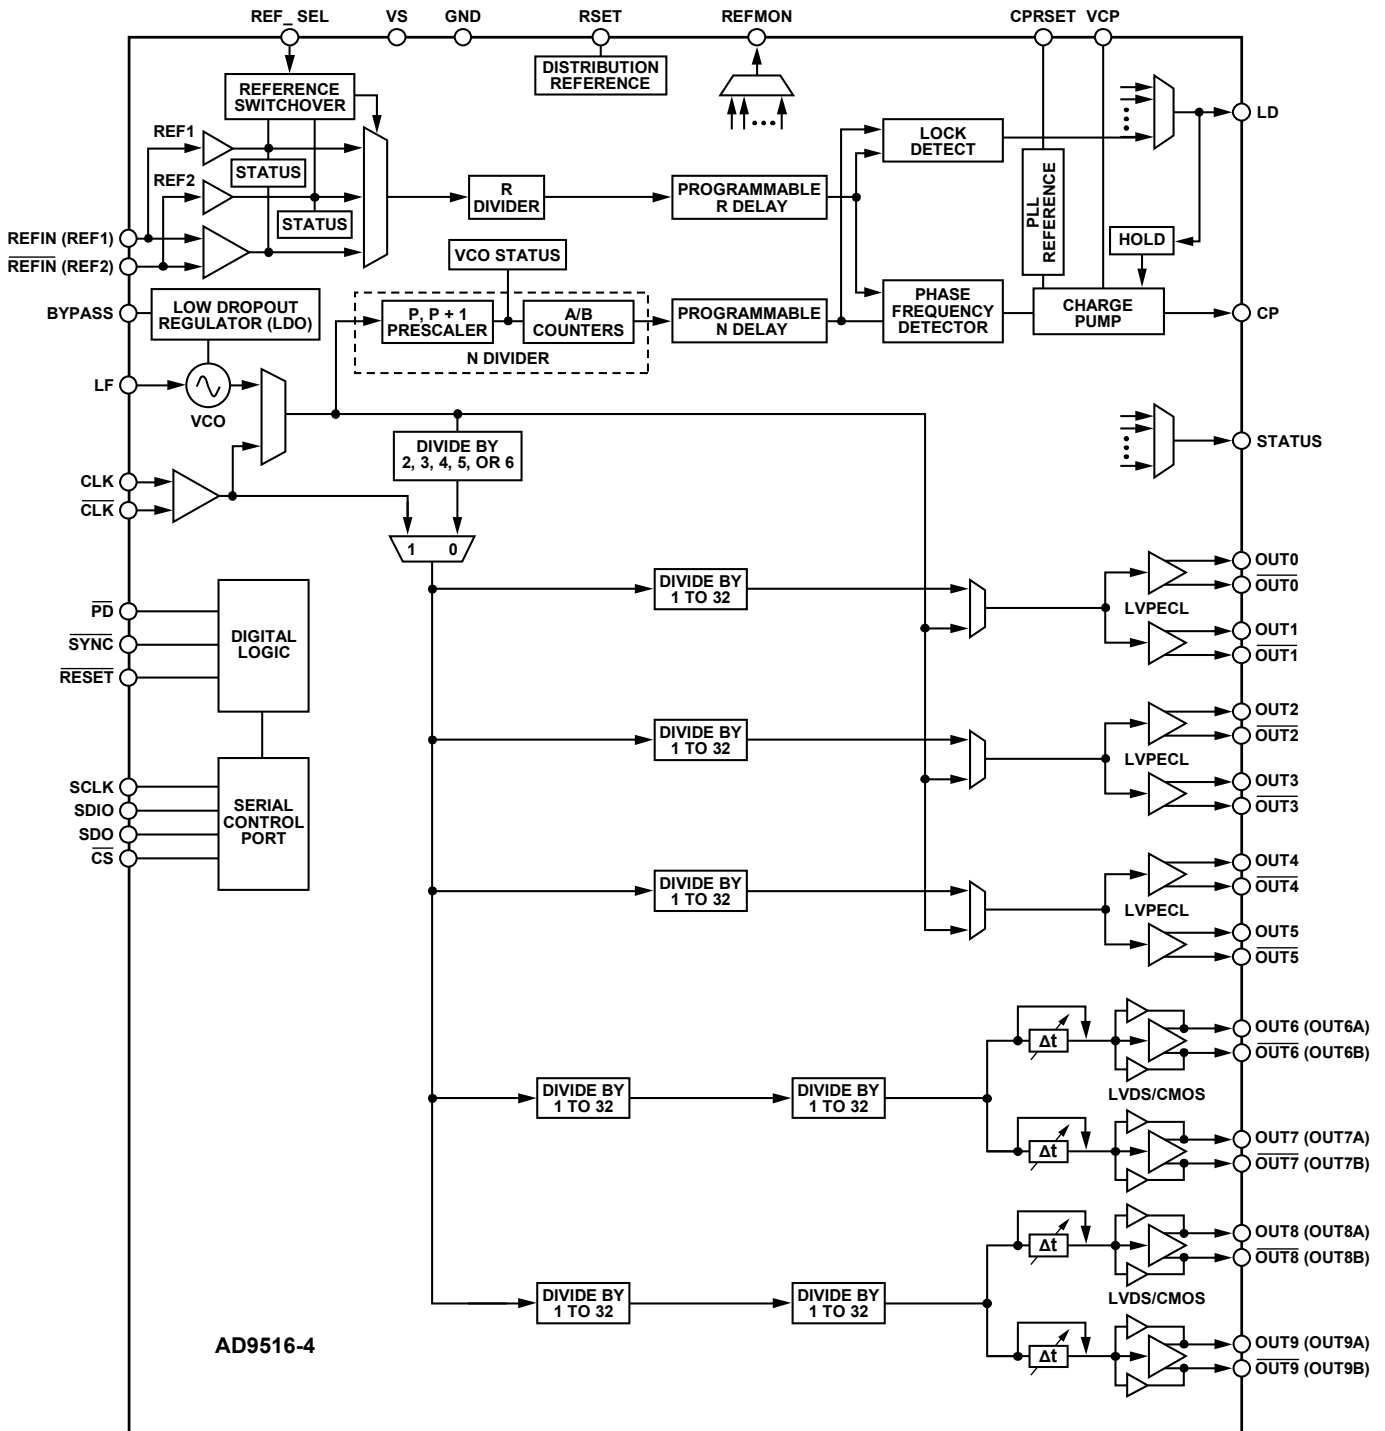 REF_ SEL
VS
GND
RSET
REFMON
CPRSET
VCP
DISTRIBUTION
REFERENCE
REFERENCE
SWITCHOVER
REF1
STATUS
REF2
STATUS
REFIN (REF1)
REFIN (REF2)
BYPASS
LF
CLK
CLK
PD
SYNC
RESET
SCLK
SDIO
SDO
CS
R
DIVIDER
PROGRAMMABLE
R DELAY
LOCK
DETECT
PLL
REFERENCE
HOLD
LD
VCO STATUS
LOW DROPOUT
REGULATOR (LDO)
P, P + 1
PRESCALER
A/B
COUNTERS
N DIVIDER
PROGRAMMABLE
N DELAY
PHASE
FREQUENCY
DETECTOR
CHARGE
PUMP
CP
VCO
DIVIDE BY
2, 3, 4, 5, OR 6
STATUS
1
0
DIGITAL
LOGIC
SERIAL
CONTROL
PORT
DIVIDE BY
1 TO 32
LVPECL
OUT0
OUT0
OUT1
OUT1
DIVIDE BY
1 TO 32
LVPECL
OUT2
OUT2
OUT3
OUT3
DIVIDE BY
1 TO 32
LVPECL
OUT4
OUT4
OUT5
OUT5
DIVIDE BY
1 TO 32
DIVIDE BY
1 TO 32
Δt
Δt
LVDS/CMOS
OUT6 (OUT6A)
OUT6 (OUT6B)
OUT7 (OUT7A)
OUT7 (OUT7B)
DIVIDE BY
1 TO 32
DIVIDE BY
1 TO 32
Δt
Δt
LVDS/CMOS
OUT8 (OUT8A)
OUT8 (OUT8B)
OUT9 (OUT9A)
OUT9 (OUT9B)
AD9516-4